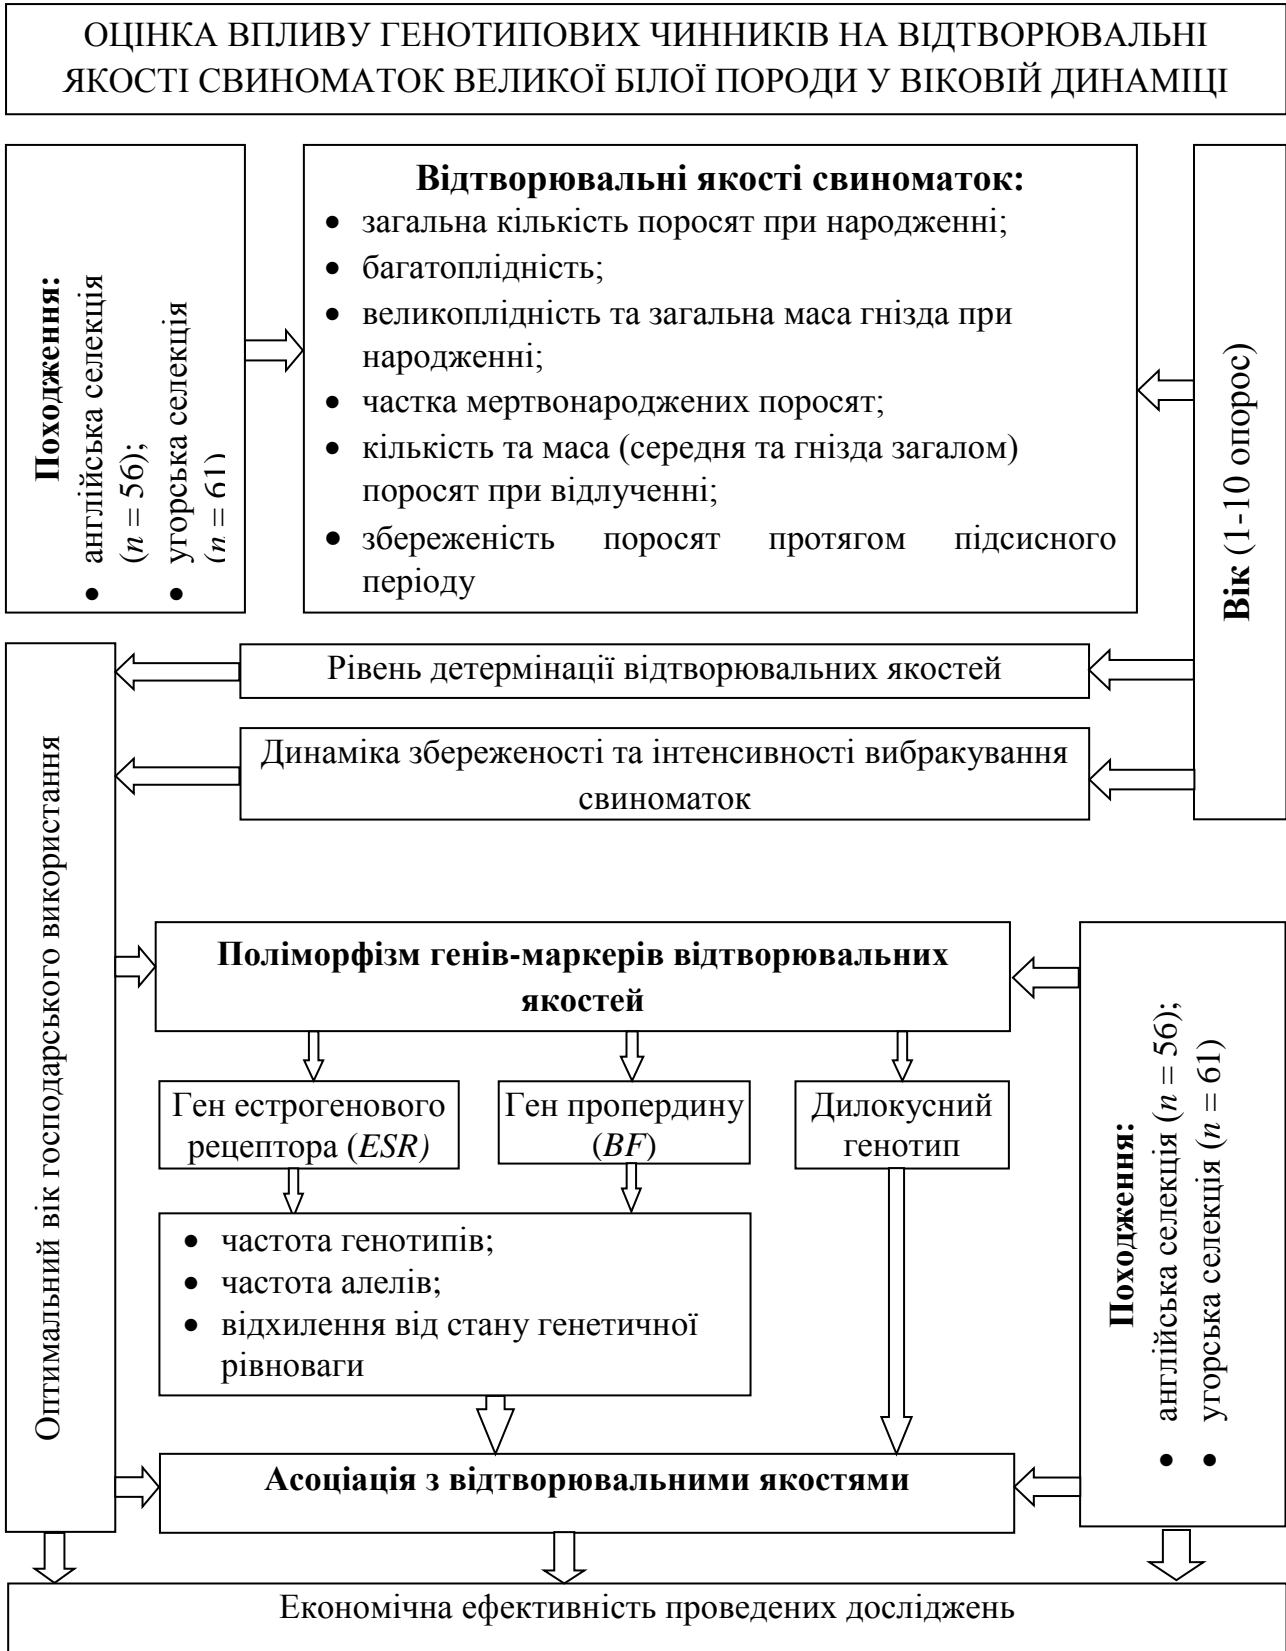 ОЦІНКА ВПЛИВУ ГЕНОТИПОВИХ ЧИННИКІВ НА ВІДТВОРЮВАЛЬНІ
ЯКОСТІ СВИНОМАТОК ВЕЛИКОЇ БІЛОЇ ПОРОДИ У ВІКОВІЙ ДИНАМІЦІ
Походження:
• англійська селекція
(n = 56);
• угорська селекція
(n = 61)
Відтворювальні якості свиноматок:
• загальна кількість поросят при народженні;
• багатоплідність;
• великоплідність та загальна маса гнізда при
народженні;
• частка мертвонароджених поросят;
• кількість та маса (середня та гнізда загалом)
поросят при відлученні;
• збереженість поросят протягом підсисного
періоду
Вік (1-10 опорос)
Рівень детермінації відтворювальних якостей
Динаміка збереженості та інтенсивності вибракування
свиноматок
Оптимальний вік господарського використання
Поліморфізм генів-маркерів відтворювальних
якостей
Ген естрогенового
рецептора (ESR)
Ген пропердину
(BF)
Дилокусний
генотип
• частота генотипів;
• частота алелів;
• відхилення від стану генетичної
рівноваги
Походження:
• англійська селекція (n = 56);
• угорська селекція (n = 61)
Асоціація з відтворювальними якостями
Економічна ефективність проведених досліджень